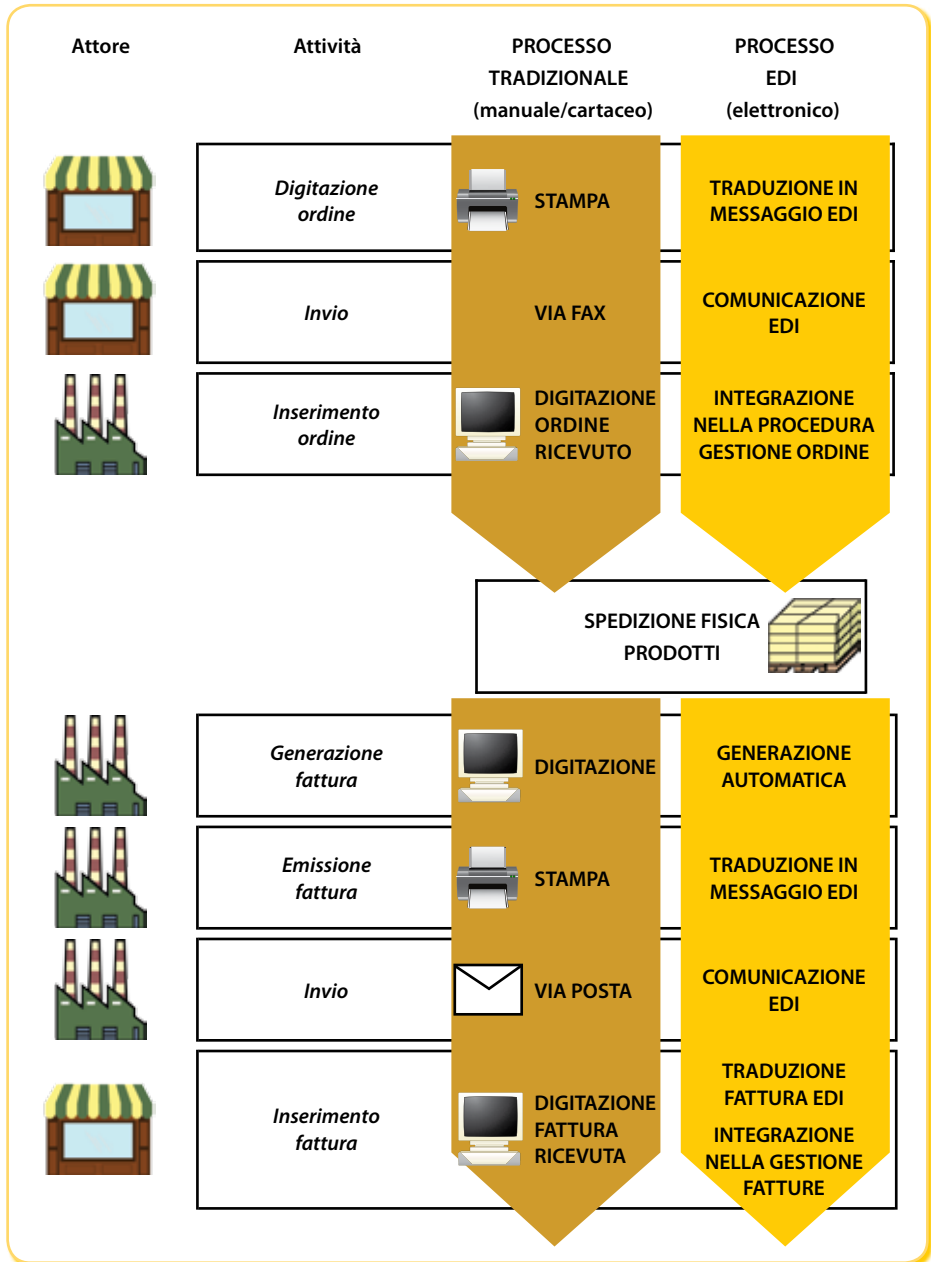 Attore
Attività
PROCESSO
TRADIZIONALE
(manuale/cartaceo)
PROCESSO
EDI
(elettronico)
Digitazione
ordine
STAMPA
TRADUZIONE IN
MESSAGGIO EDI
Invio
VIA FAX
COMUNICAZIONE
EDI
Inserimento
ordine
DIGITAZIONE
ORDINE
RICEVUTO
INTEGRAZIONE
NELLA PROCEDURA
GESTIONE ORDINE
SPEDIZIONE FISICA
PRODOTTI
Generazione
fattura
DIGITAZIONE
GENERAZIONE
AUTOMATICA
Emissione
fattura
STAMPA
TRADUZIONE IN
MESSAGGIO EDI
Invio
VIA POSTA
COMUNICAZIONE
EDI
Inserimento
fattura
DIGITAZIONE
FATTURA
RICEVUTA
TRADUZIONE
FATTURA EDI
INTEGRAZIONE
NELLA GESTIONE
FATTURE